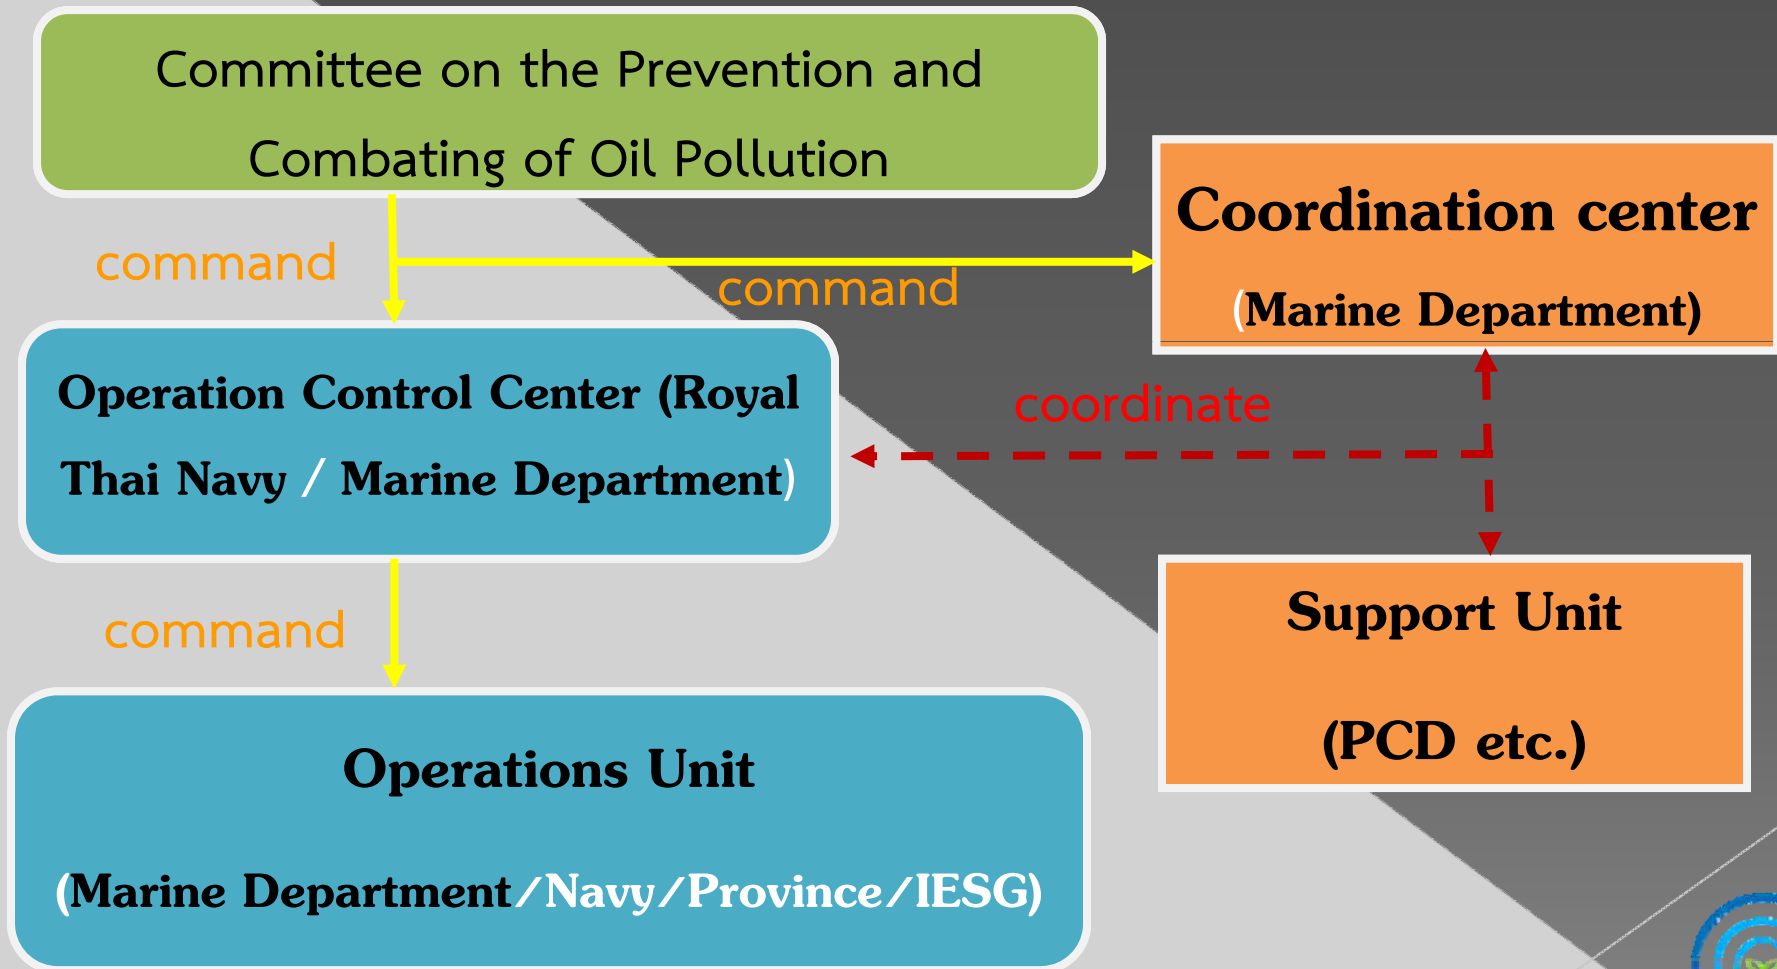 Committee on the Prevention and
Combating of Oil Pollution
command
command
Coordination center
(Marine Department)
Operation Control Center (Royal
Thai Navy / Marine Department)
coordinate
command
Support Unit
(PCD etc.)
Operations Unit
(Marine Department/Navy/Province/IESG)